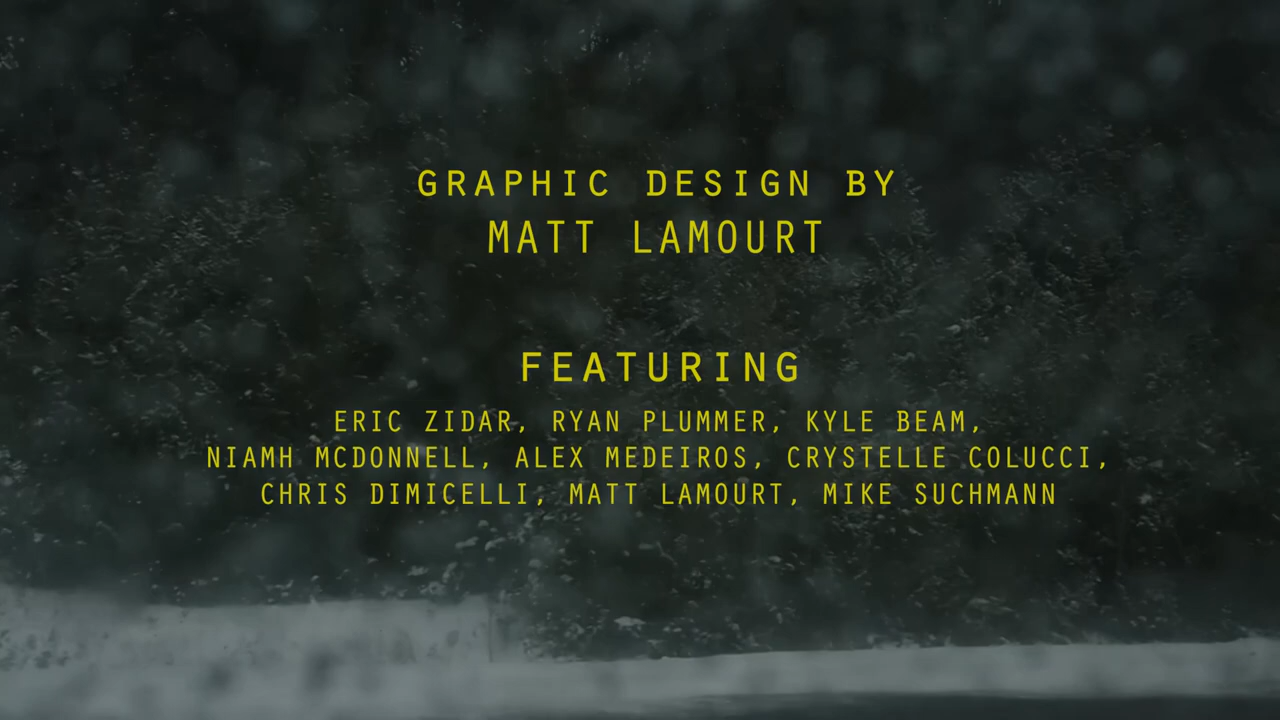 GRAPHIC DESIGN BY
MATT LAMOURT
FEATURING
ERIC ZIDAR, RYAN PLUMMER, KYLE BEAM,
NIAMH MCDONNELL, ALEX MEDEIROS, CRYSTELLE COLUCCI,
CHRIS DIMICELLI, MATT LAMOURT, MIKE SUCHMANN